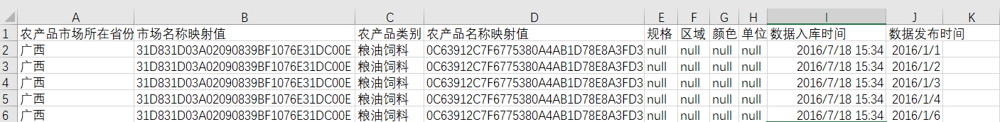 A B C D E F G H I J K
1 农产品市场所在省份 市场名称映射值 农产品类别 农产品名称映射值 规格 区域 颜色 单位 数据入库时间 数据发布时间
2 广西 31D831D03A02090839BF1076E31DC00E 粮油饲料 0C63912C7F6775380A4AB1D78E8A3FD3 null null null null 2016/7/18 15:34 2016/1/1
3 广西 31D831D03A02090839BF1076E31DC00E 粮油饲料 0C63912C7F6775380A4AB1D78E8A3FD3 null null null null 2016/7/18 15:34 2016/1/2
4 广西 31D831D03A02090839BF1076E31DC00E 粮油饲料 0C63912C7F6775380A4AB1D78E8A3FD3 null null null null 2016/7/18 15:34 2016/1/3
5 广西 31D831D03A02090839BF1076E31DC00E 粮油饲料 0C63912C7F6775380A4AB1D78E8A3FD3 null null null null 2016/7/18 15:34 2016/1/4
6 广西 31D831D03A02090839BF1076E31DC00E 粮油饲料 0C63912C7F6775380A4AB1D78E8A3FD3 null null null null 2016/7/18 15:34 2016/1/6